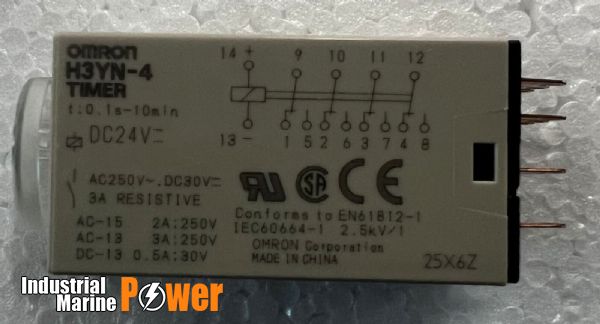 OMRON
H3YN-4
TIMER
t:0.1s-10min
DC24V
14 + 9 10 11 12
13- 1 5 2 6 3 7 4 8
AC250V~.DC30V
3A RESISTIVE
AC-15 2A:250V
AC-13 3A:250V
DC-13 0.5A:30V
RU SA CE
Conforms to EN61812-1
IEC60664-1 2.5kV/1
OMRON Corporation
MADE IN CHINA
25X6Z
Industrial
Marine
Power